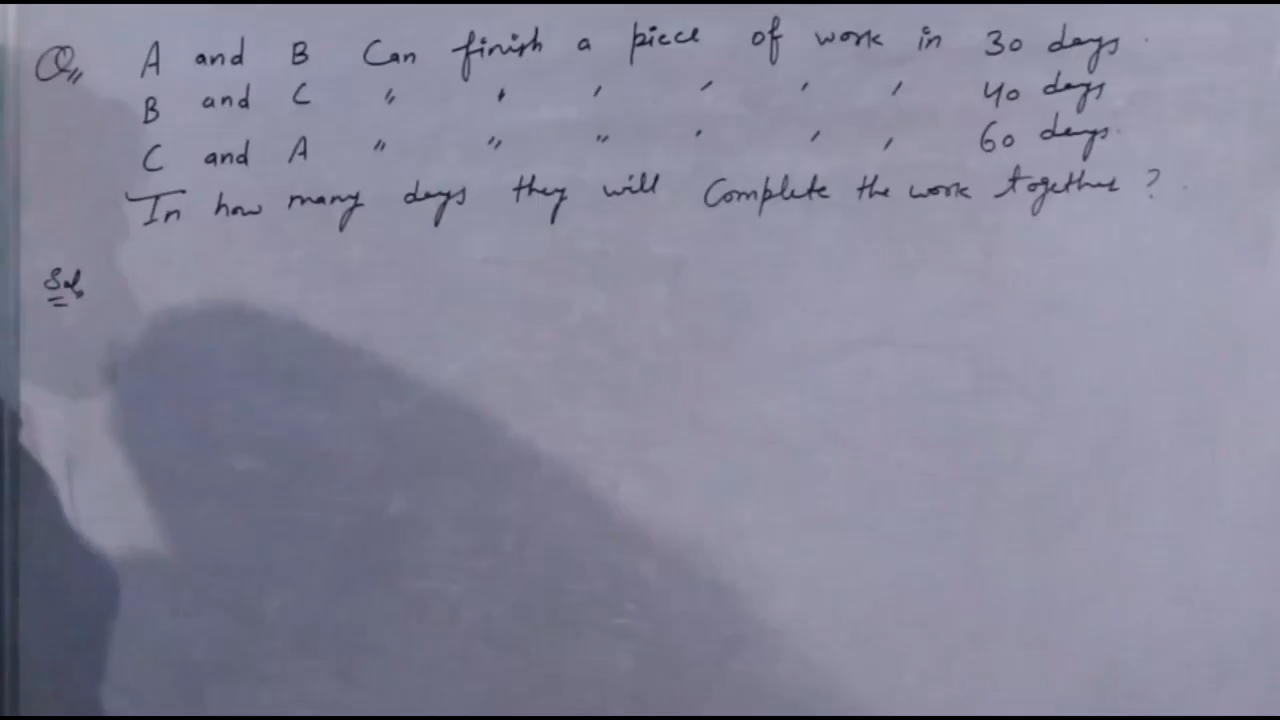 Q,, A and B Can finish a piece of work in 30 days.
B and C " " " " " " 40 days
C and A " " " " " " 60 days.
In how many days they will Complete the work together?
Sol.